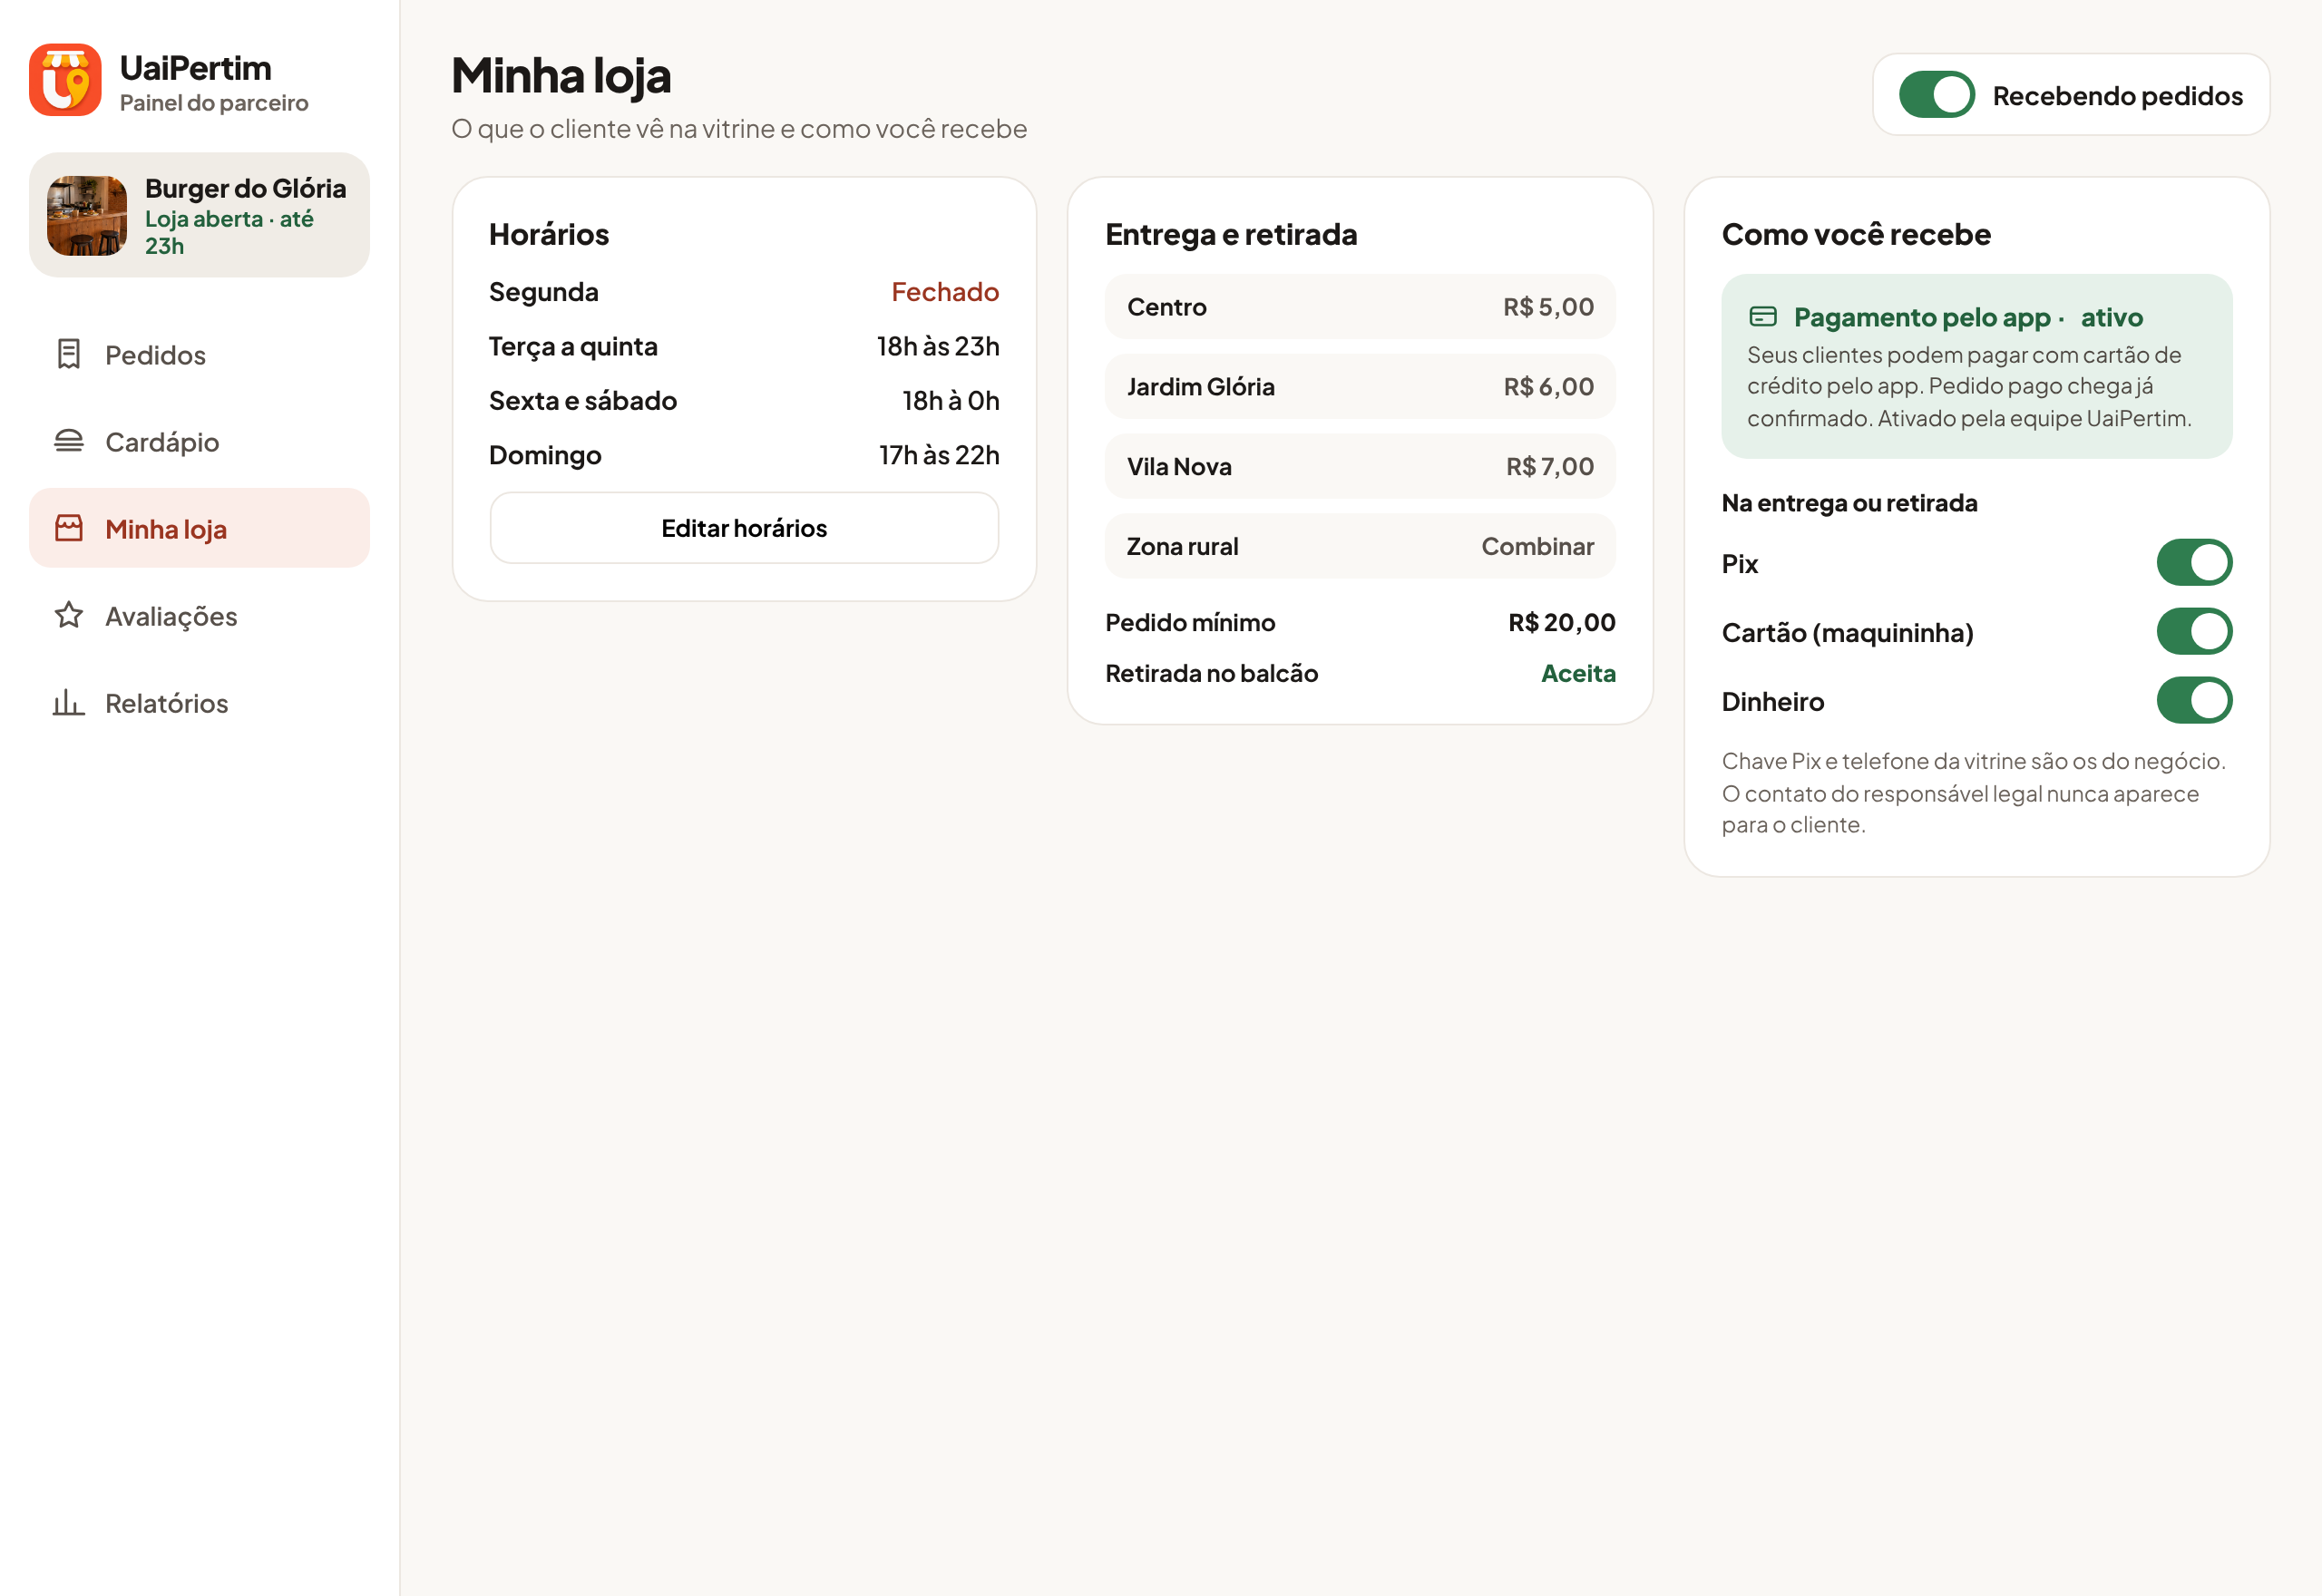 UaiPertim
Painel do parceiro
Burger do Glória
Loja aberta · até
23h
Pedidos
Cardápio
Minha loja
Avaliações
Relatórios
Minha loja
O que o cliente vê na vitrine e como você recebe
Recebendo pedidos
Horários
Segunda Fechado
Terça a quinta 18h às 23h
Sexta e sábado 18h à 0h
Domingo 17h às 22h
Editar horários
Entrega e retirada
Centro R$ 5,00
Jardim Glória R$ 6,00
Vila Nova R$ 7,00
Zona rural Combinar
Pedido mínimo R$ 20,00
Retirada no balcão Aceita
Como você recebe
Pagamento pelo app · ativo
Seus clientes podem pagar com cartão de
crédito pelo app. Pedido pago chega já
confirmado. Ativado pela equipe UaiPertim.
Na entrega ou retirada
Pix
Cartão (maquininha)
Dinheiro
Chave Pix e telefone da vitrine são os do negócio.
O contato do responsável legal nunca aparece
para o cliente.